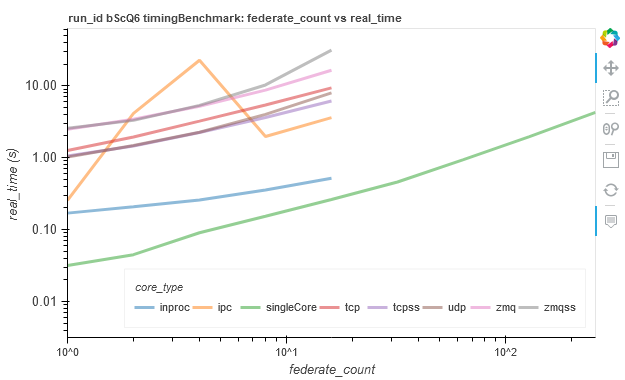 run_id bScQ6 timingBenchmark: federate_count vs real_time
real_time (s)
10.00
1.00
0.10
0.01
core_type
inproc ipc singleCore tcp tcpss udp zmq zmqss
10^0 10^1 10^2
federate_count